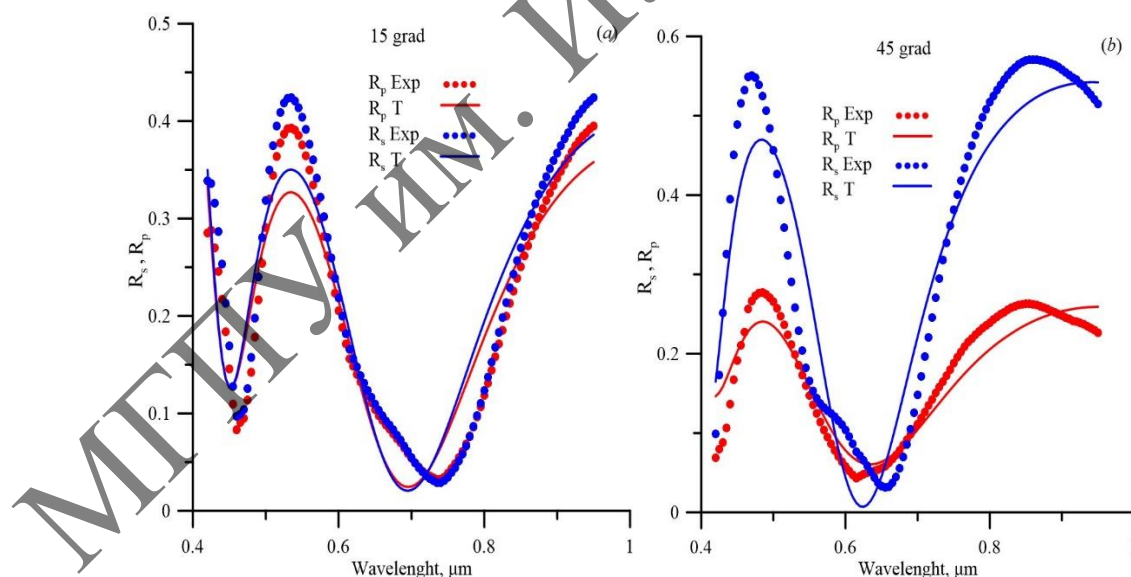 МГПУ им. И.
0.5
0.4
0.3
0.2
0.1
0
0.4
0.6
0.8
1
R_s, R_p
Wavelenght, μm
15 grad
(a)
R_p Exp
R_p T
R_s Exp
R_s T
0.6
0.4
0.2
0
0.4
0.6
0.8
1
R_s, R_p
Wavelenght, μm
45 grad
(b)
R_p Exp
R_p T
R_s Exp
R_s T